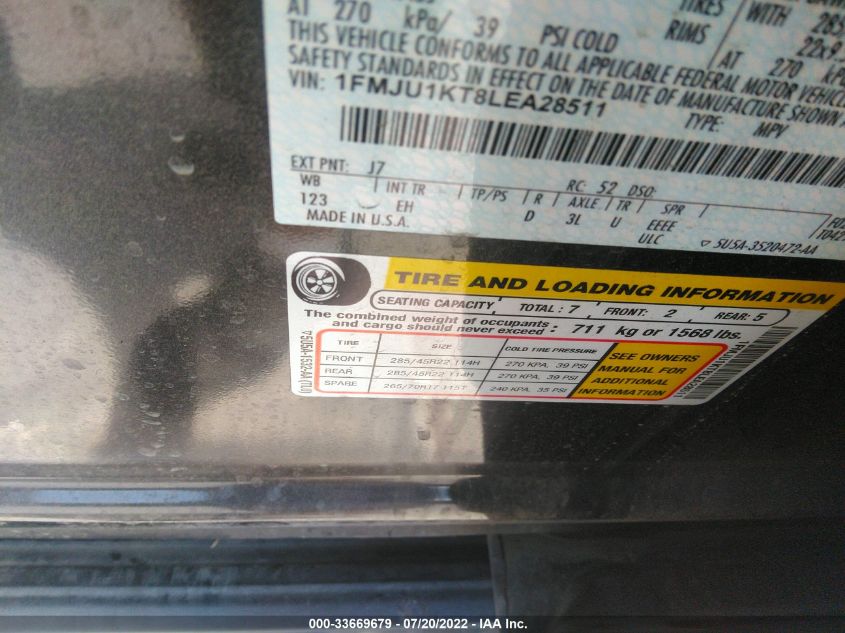 AT 270 kPa/ 39 PSI COLD
TIRES WITH 285
RIMS 22x9.
AT 270 kPa
THIS VEHICLE CONFORMS TO ALL APPLICABLE FEDERAL MOTOR VEHICLE
SAFETY STANDARDS IN EFFECT ON THE DATE OF MANUFACTURE SHOWN
VIN: 1FMJU1KT8LEA28511
TYPE: MPV
EXT PNT: J7 RC: 52 DSO:
WB INT TR TP/PS R AXLE TR SPR
123 EH D 3L U EEEE
MADE IN U.S.A. ULC ▽ 5U5A-3520472-AA
TIRE AND LOADING INFORMATION
SEATING CAPACITY TOTAL: 7 FRONT: 2 REAR: 5
The combined weight of occupants
and cargo should never exceed : 711 kg or 1568 lbs.
TIRE SIZE COLD TIRE PRESSURE
FRONT 285/45R22 114H 270 KPA, 39 PSI
REAR 285/45R22 114H 270 KPA, 39 PSI
SPARE 265/70R17 115T 240 KPA, 35 PSI
SEE OWNERS
MANUAL FOR
ADDITIONAL
INFORMATION
000-33669679 - 07/20/2022 - IAA Inc.